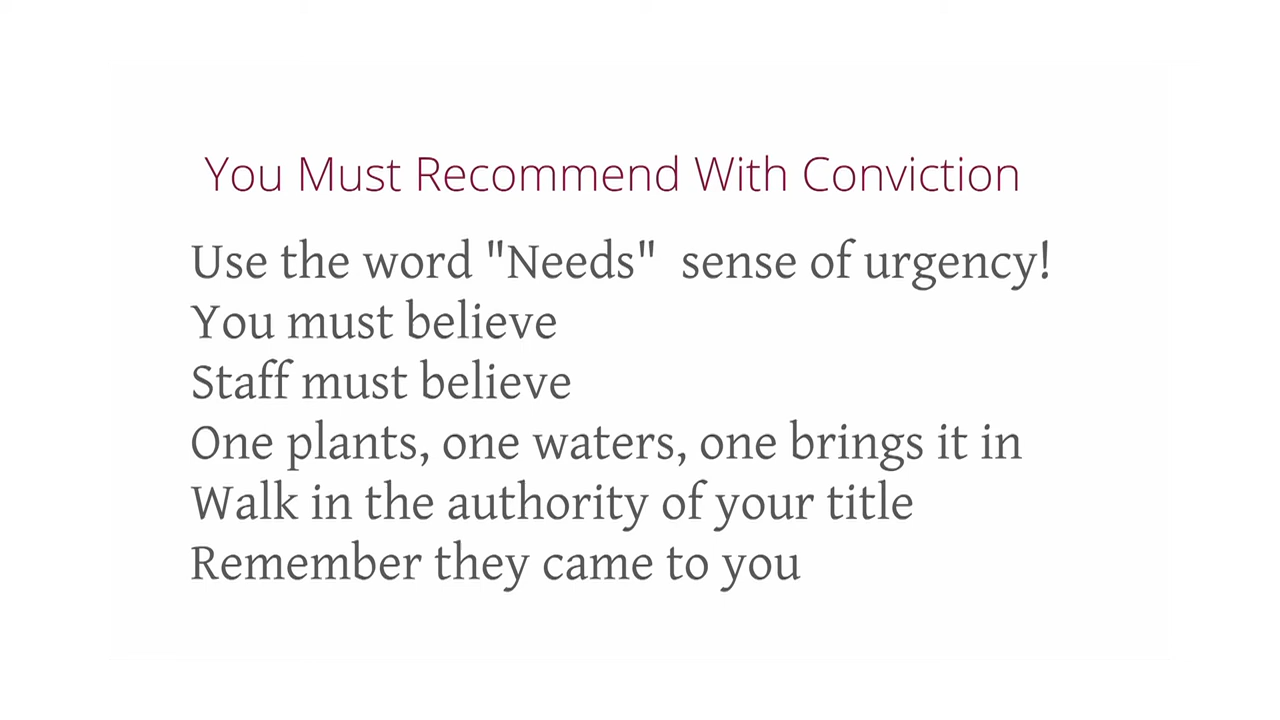 You Must Recommend With Conviction
Use the word "Needs"  sense of urgency!
You must believe
Staff must believe
One plants, one waters, one brings it in
Walk in the authority of your title
Remember they came to you